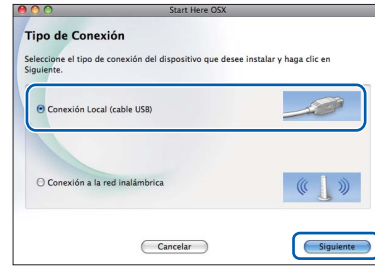 Start Here OSX
Tipo de Conexión
Seleccione el tipo de conexión del dispositivo que desee instalar y haga clic en
Siguiente.
Conexión Local (cable USB)
Conexión a la red inalámbrica
Cancelar
Siguiente